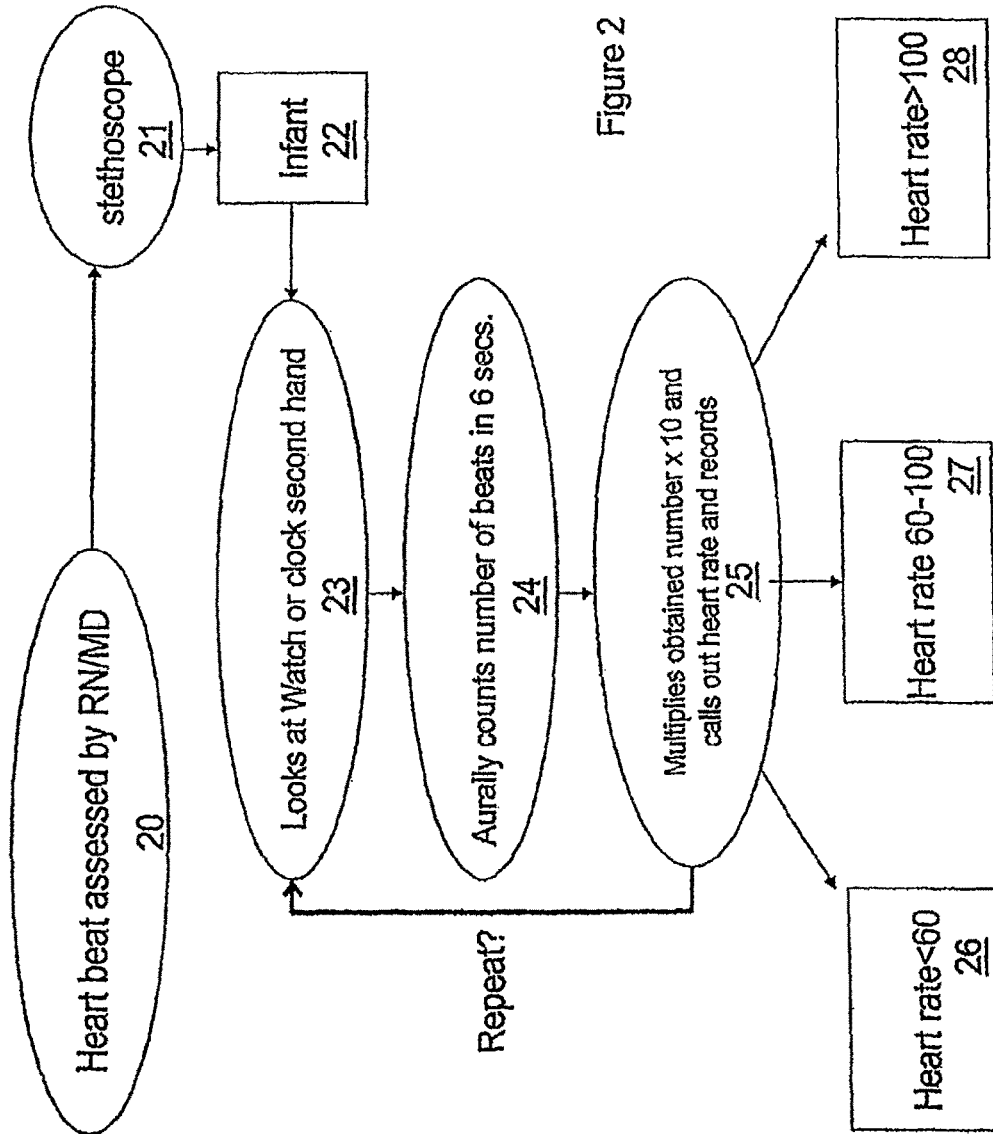 Heart beat assessed by RN/MD
20
stethoscope
21
Infant
22
Looks at Watch or clock second hand
23
Aurally counts number of beats in 6 secs.
24
Multiplies obtained number x 10 and
calls out heart rate and records
25
Repeat?
Heart rate<60
26
Heart rate 60-100
27
Heart rate>100
28
Figure 2